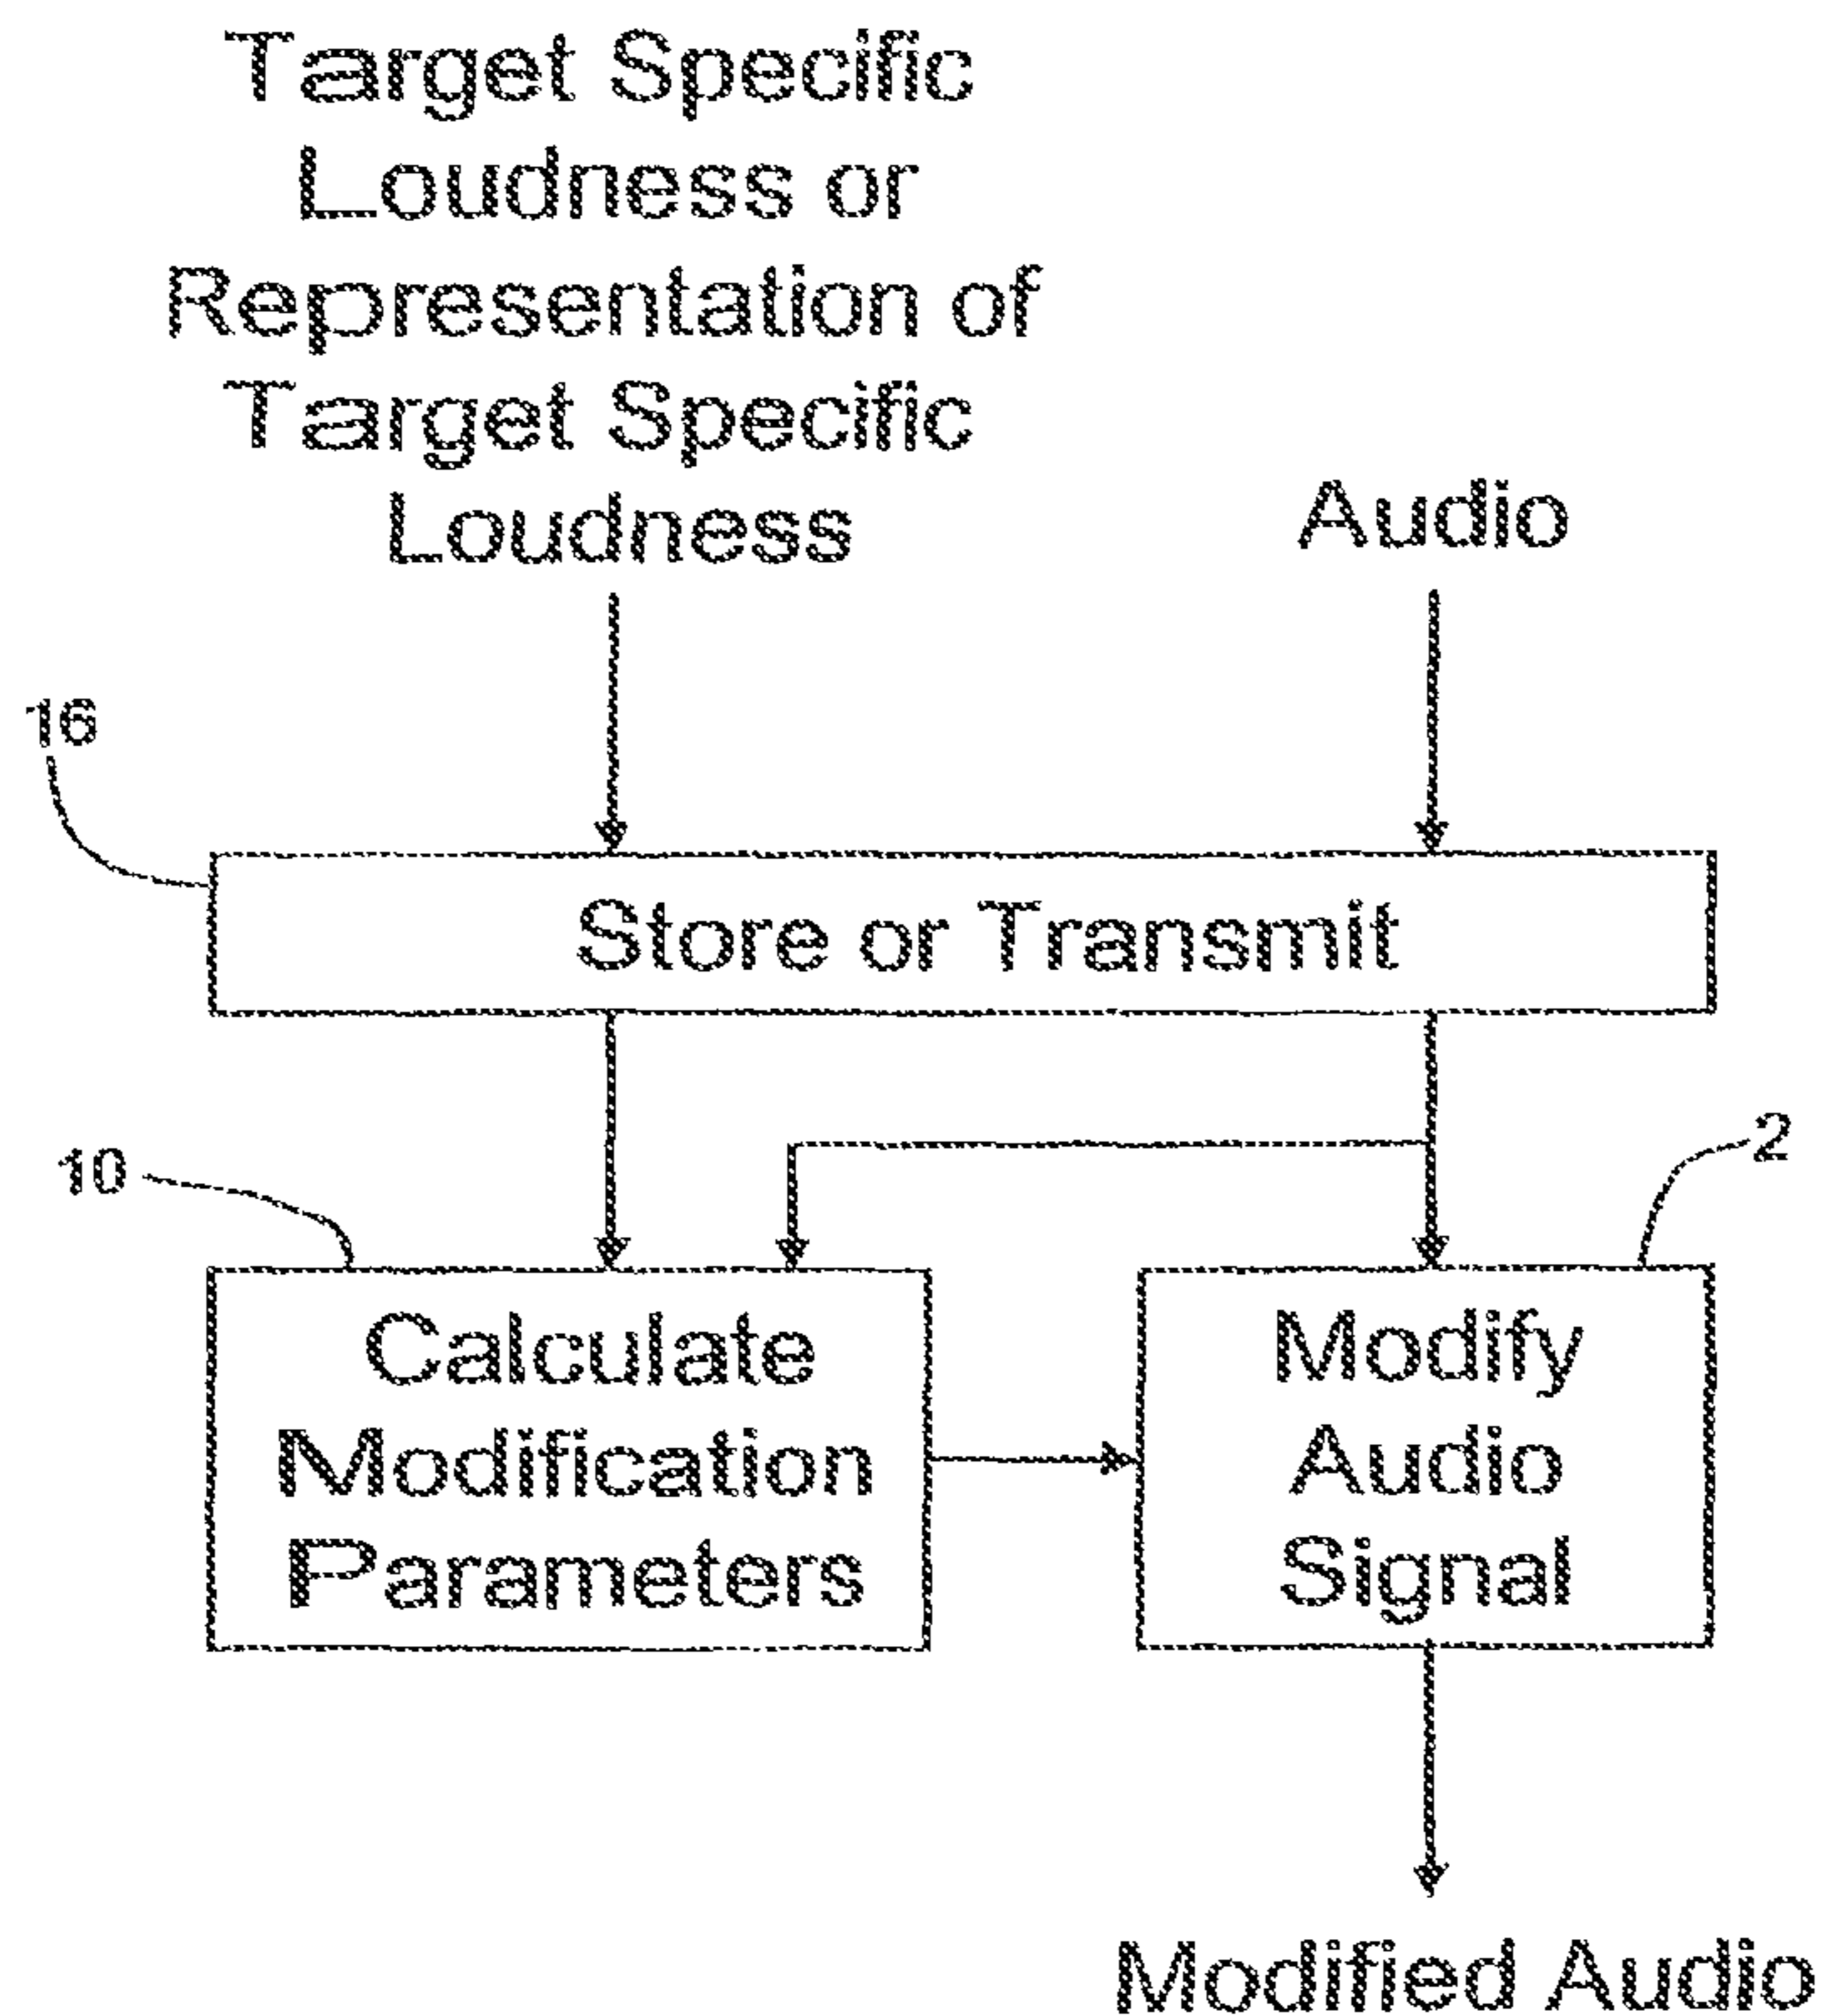 Target Specific
Loudness or
Representation of
Target Specific
Loudness
Audio
16
Store or Transmit
10
2
Calculate
Modification
Parameters
Modify
Audio
Signal
Modified Audio